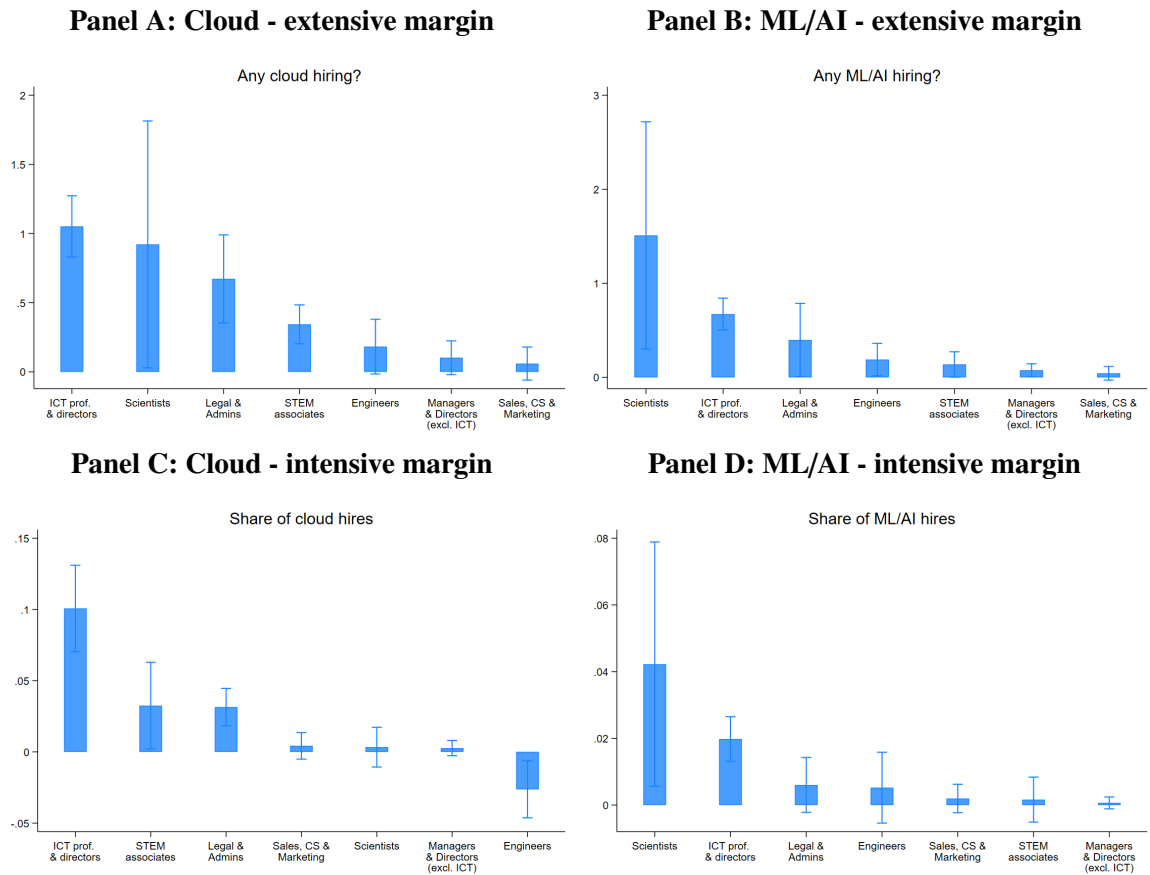 Panel A: Cloud - extensive margin
Any cloud hiring?
2
1.5
1
.5
0
ICT prof.
& directors
Scientists
Legal &
Admins
STEM
associates
Engineers
Managers
& Directors
(excl. ICT)
Sales, CS &
Marketing
Panel B: ML/AI - extensive margin
Any ML/AI hiring?
3
2
1
0
Scientists
ICT prof.
& directors
Legal &
Admins
Engineers
STEM
associates
Managers
& Directors
(excl. ICT)
Sales, CS &
Marketing
Panel C: Cloud - intensive margin
Share of cloud hires
.15
.1
.05
0
-.05
ICT prof.
& directors
STEM
associates
Legal &
Admins
Sales, CS &
Marketing
Scientists
Managers
& Directors
(excl. ICT)
Engineers
Panel D: ML/AI - intensive margin
Share of ML/AI hires
.08
.06
.04
.02
0
Scientists
ICT prof.
& directors
Legal &
Admins
Engineers
Sales, CS &
Marketing
STEM
associates
Managers
& Directors
(excl. ICT)